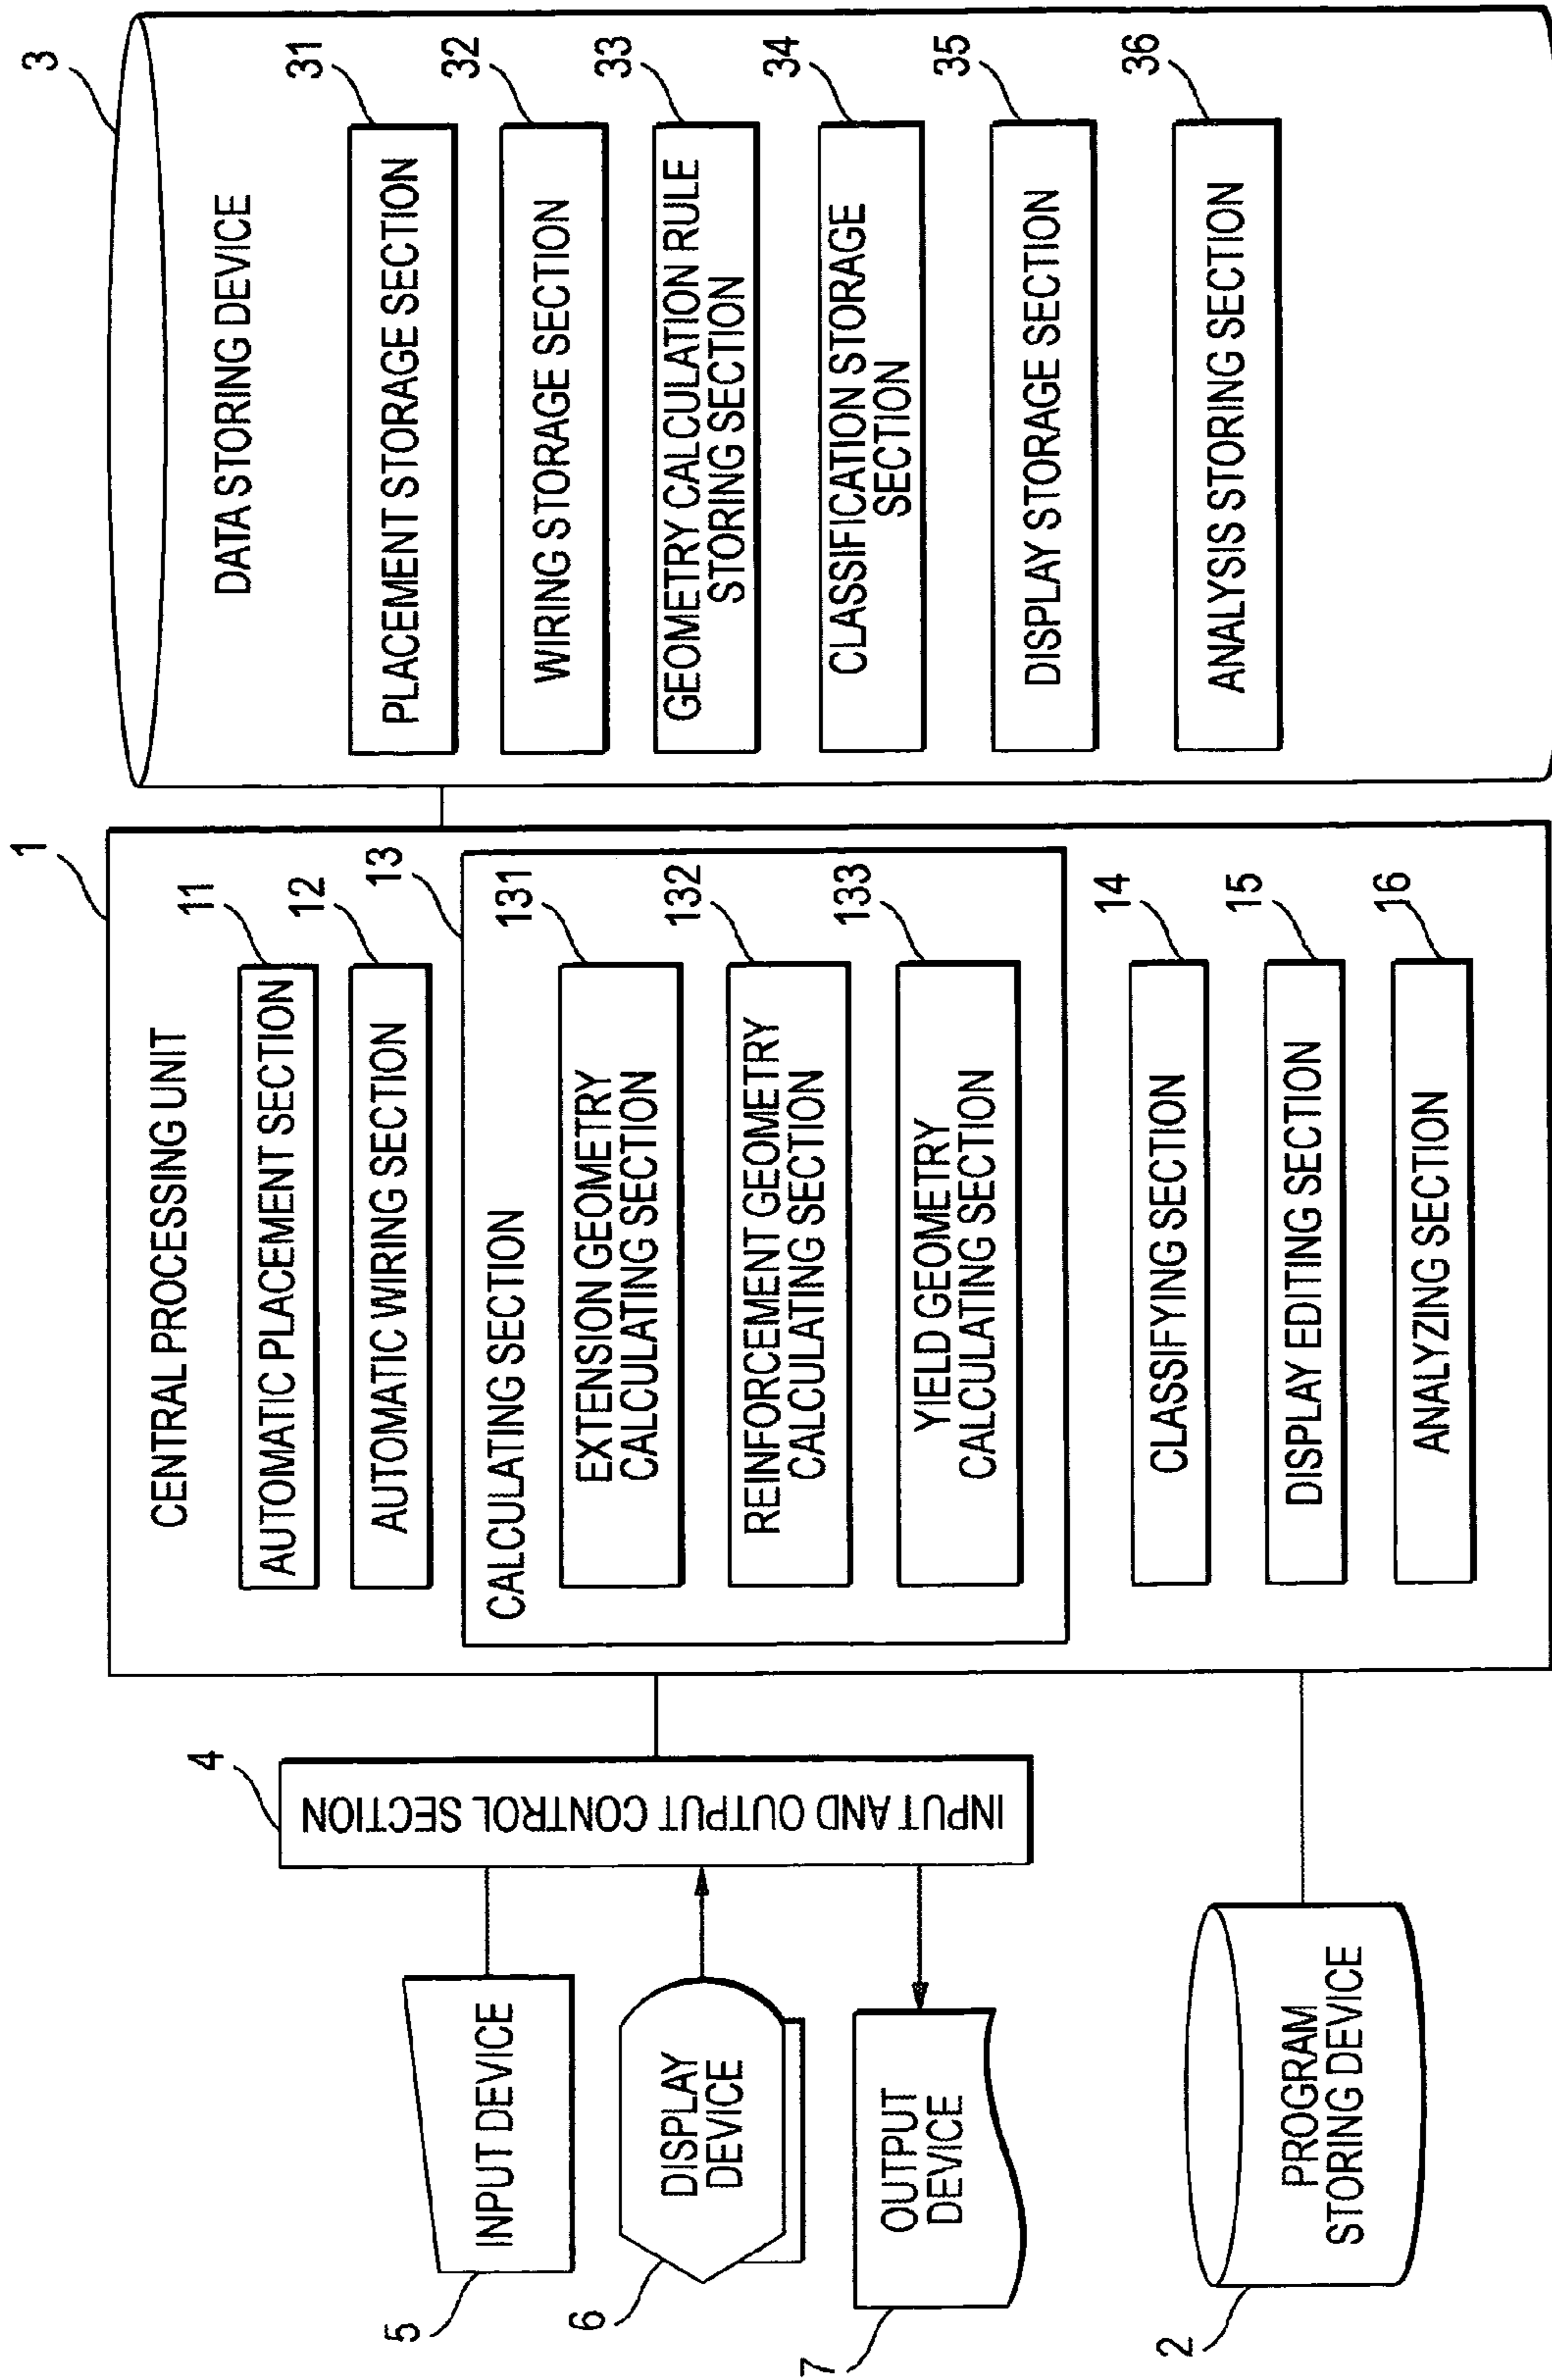 5
INPUT DEVICE
6
DISPLAY
DEVICE
7
OUTPUT
DEVICE
2
PROGRAM
STORING DEVICE
4
INPUT AND OUTPUT CONTROL SECTION
1
CENTRAL PROCESSING UNIT
11
AUTOMATIC PLACEMENT SECTION
12
AUTOMATIC WIRING SECTION
13
CALCULATING SECTION
131
EXTENSION GEOMETRY
CALCULATING SECTION
132
REINFORCEMENT GEOMETRY
CALCULATING SECTION
133
YIELD GEOMETRY
CALCULATING SECTION
14
CLASSIFYING SECTION
15
DISPLAY EDITING SECTION
16
ANALYZING SECTION
3
DATA STORING DEVICE
31
PLACEMENT STORAGE SECTION
32
WIRING STORAGE SECTION
33
GEOMETRY CALCULATION RULE
STORING SECTION
34
CLASSIFICATION STORAGE
SECTION
35
DISPLAY STORAGE SECTION
36
ANALYSIS STORING SECTION